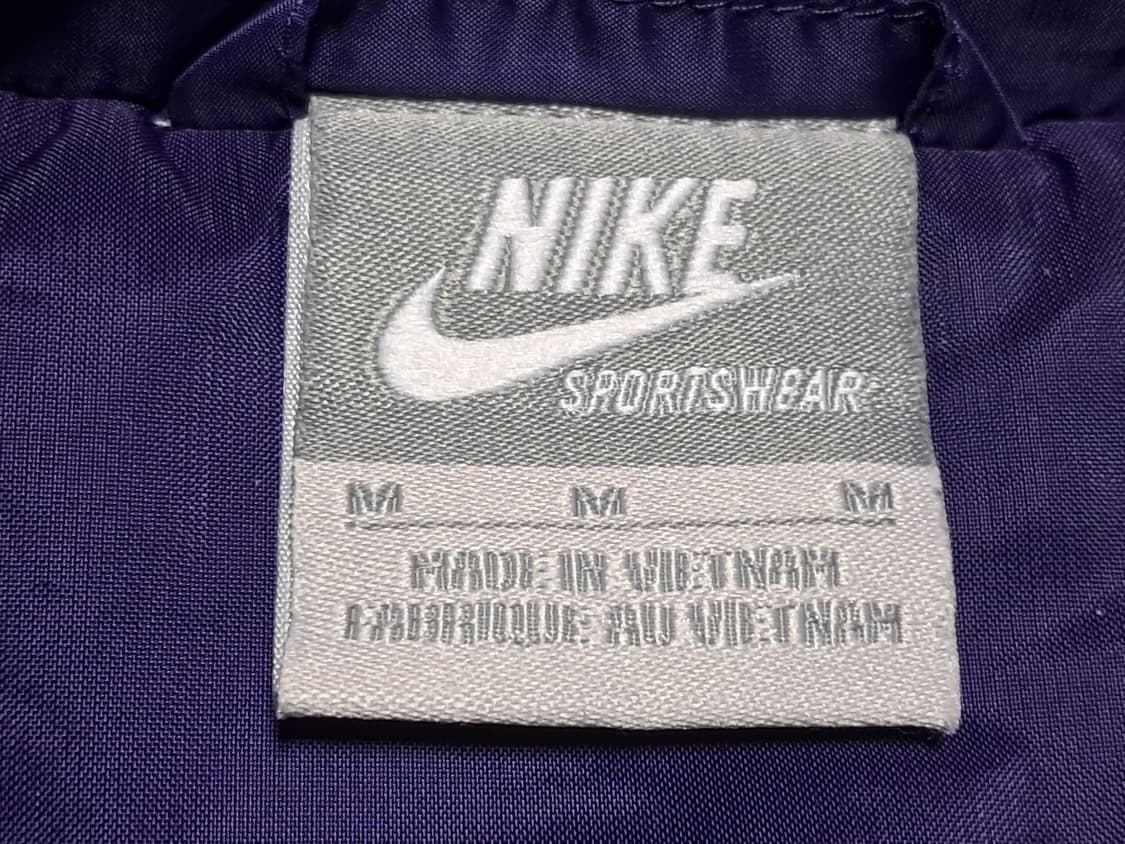 NIKE
SPORTSWEAR
M M M
MADE IN VIETNAM
FABRIQUE AU VIETNAM